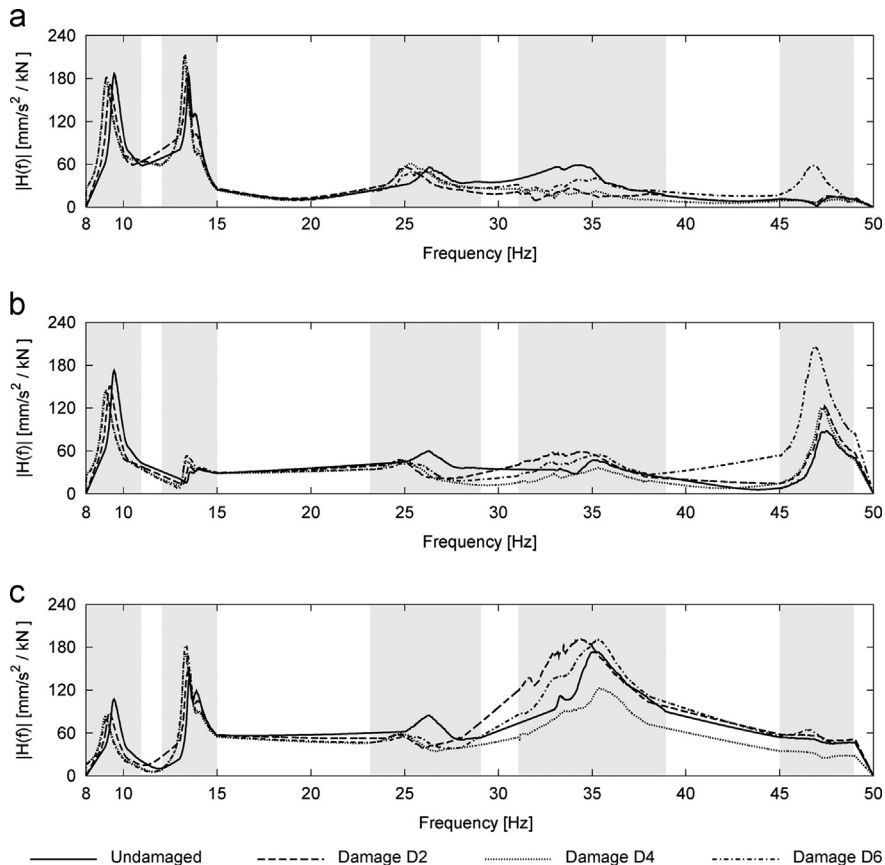 a
240
180
120
60
0
|H(f)| [mm/s² / kN]
8 10 15 20 25 30 35 40 45 50
Frequency [Hz]
b
240
180
120
60
0
|H(f)| [mm/s² / kN]
8 10 15 20 25 30 35 40 45 50
Frequency [Hz]
c
240
180
120
60
0
|H(f)| [mm/s² / kN]
8 10 15 20 25 30 35 40 45 50
Frequency [Hz]
Undamaged Damage D2 Damage D4 Damage D6